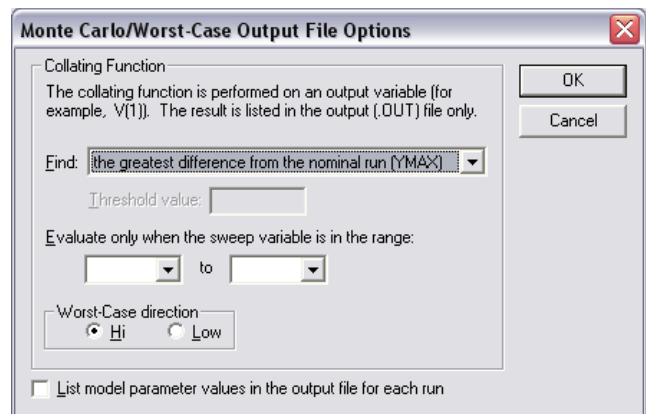 Monte Carlo/Worst-Case Output File Options
Collating Function
The collating function is performed on an output variable (for
example, V(1)). The result is listed in the output (.OUT) file only.
OK
Cancel
Find: the greatest difference from the nominal run (YMAX)
Threshold value:
Evaluate only when the sweep variable is in the range:
to
Worst-Case direction
Hi Low
List model parameter values in the output file for each run